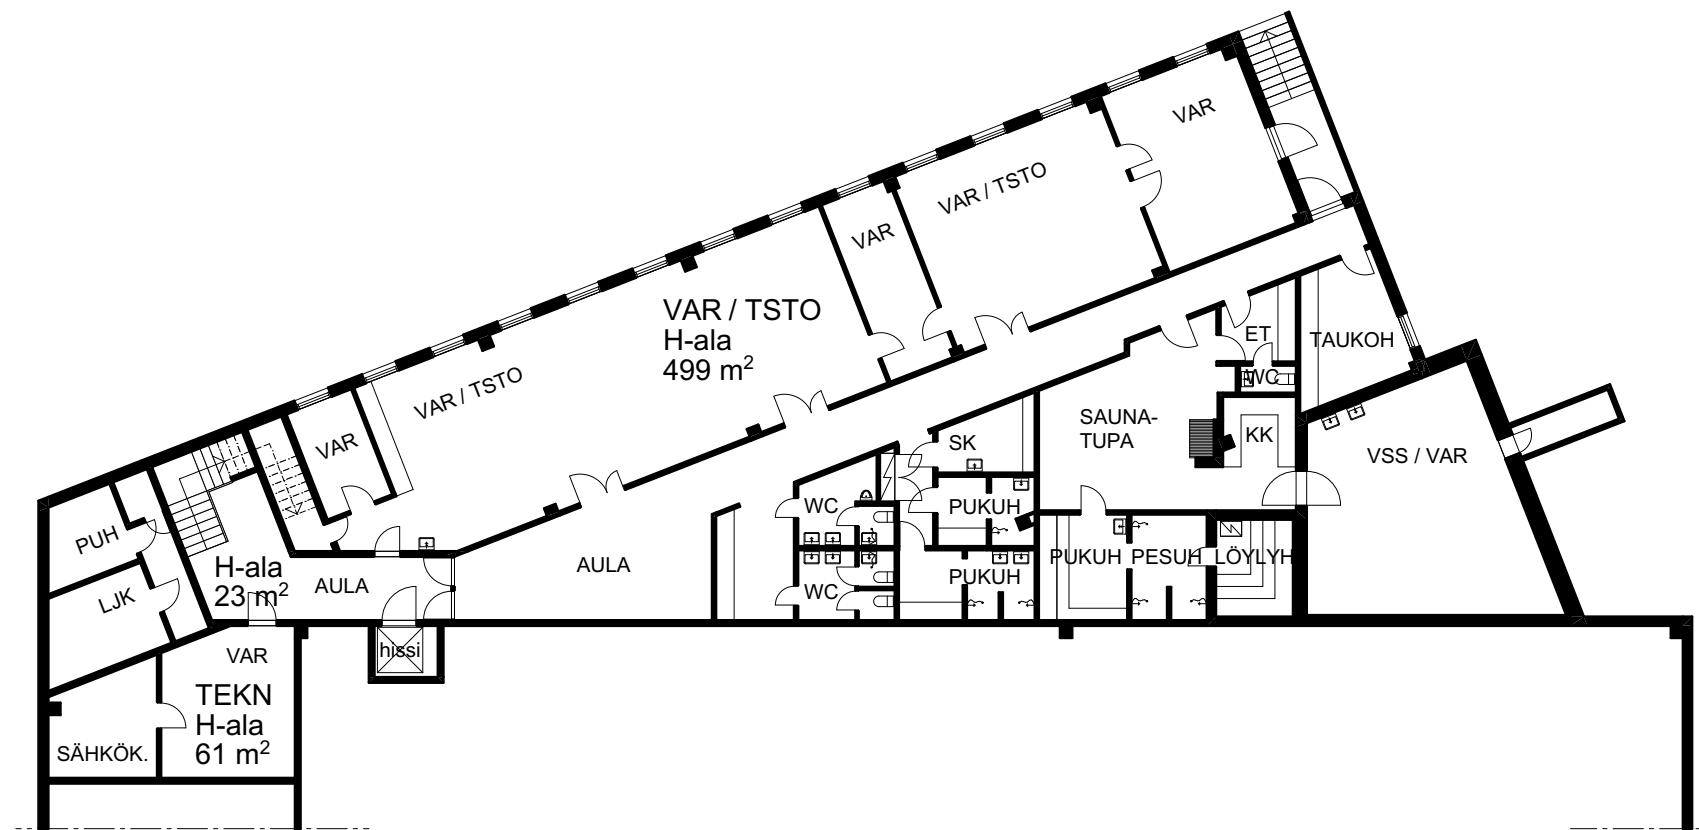 VAR
VAR / TSTO
VAR
VAR / TSTO
H-ala
499 m²
VAR / TSTO
VAR
ET
TAUKOH
WC
SAUNA-
TUPA
KK
SK
VSS / VAR
WC
PUKUH
PUH
LJK
H-ala
23 m²
AULA
AULA
WC
PUKUH
PUKUH
PESUH
LÖYLYH
hissi
VAR
TEKN
H-ala
61 m²
SÄHKÖK.